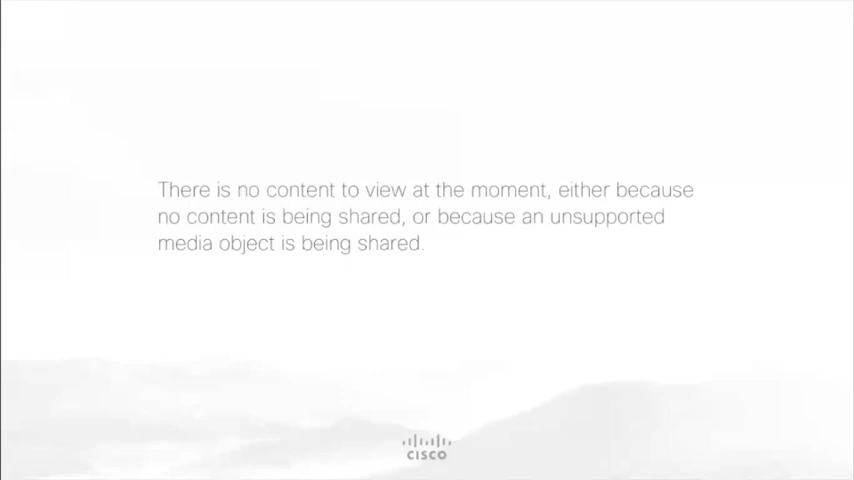 There is no content to view at the moment, either because
no content is being shared, or because an unsupported
media object is being shared.
CISCO